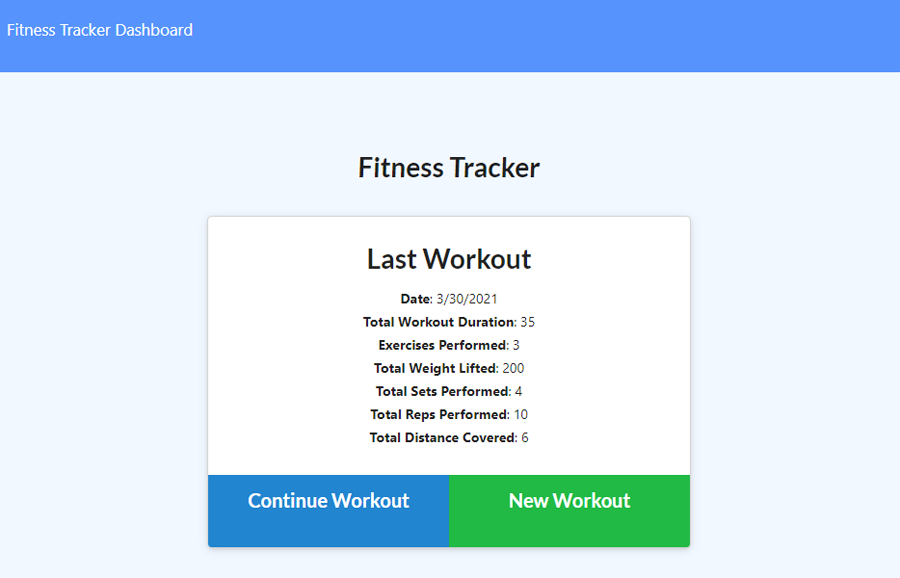 Fitness Tracker Dashboard
Fitness Tracker
Last Workout
Date: 3/30/2021
Total Workout Duration: 35
Exercises Performed: 3
Total Weight Lifted: 200
Total Sets Performed: 4
Total Reps Performed: 10
Total Distance Covered: 6
Continue Workout
New Workout